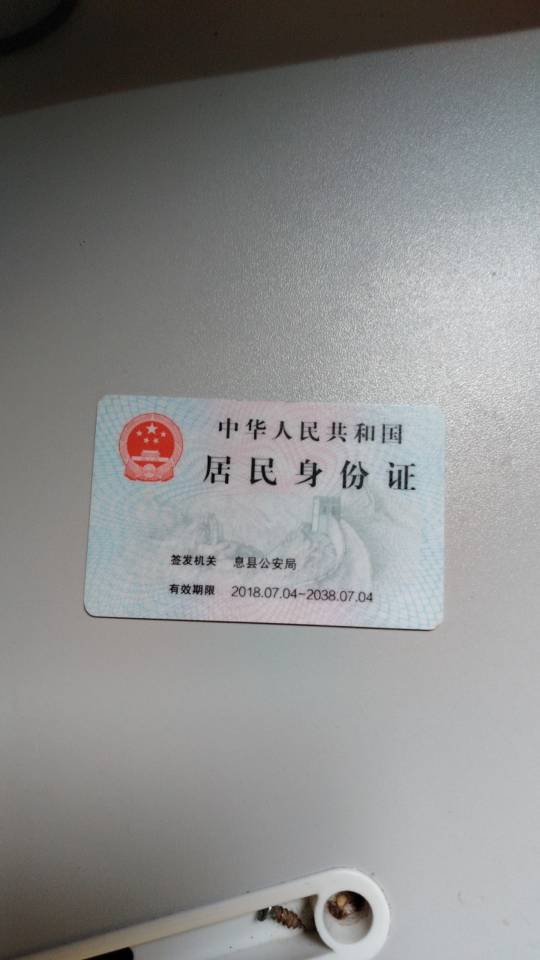 中华人民共和国
居民身份证
签发机关 息县公安局
有效期限 2018.07.04-2038.07.04